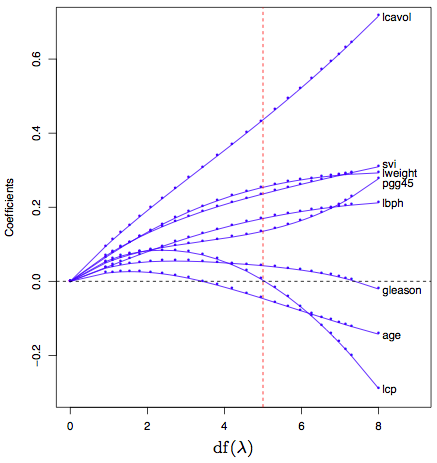 lcavol
0.6
0.4
svi
lweight
pgg45
0.2
lbph
Coefficients
0.0
gleason
−0.2
age
lcp
0 2 4 6 8
df(λ)